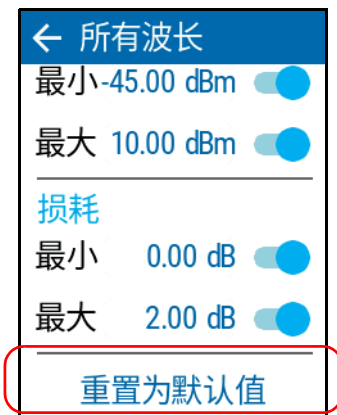 ← 所有波长
最小 -45.00 dBm
最大 10.00 dBm
损耗
最小 0.00 dB
最大 2.00 dB
重置为默认值